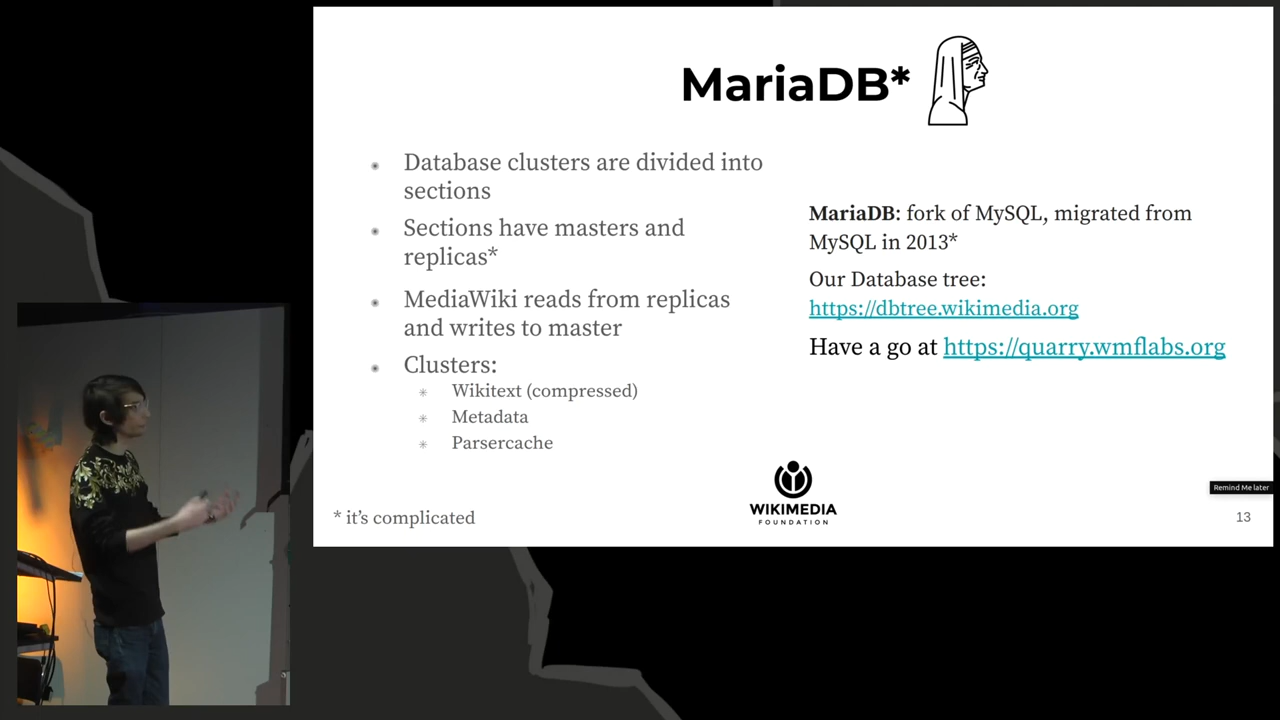 MariaDB*
Database clusters are divided into
sections
Sections have masters and
replicas*
MediaWiki reads from replicas
and writes to master
Clusters:
Wikitext (compressed)
Metadata
Parsercache
MariaDB: fork of MySQL, migrated from
MySQL in 2013*
Our Database tree:
https://dbtree.wikimedia.org
Have a go at https://quarry.wmflabs.org
Remind Me later
WIKIMEDIA
FOUNDATION
* it's complicated
13